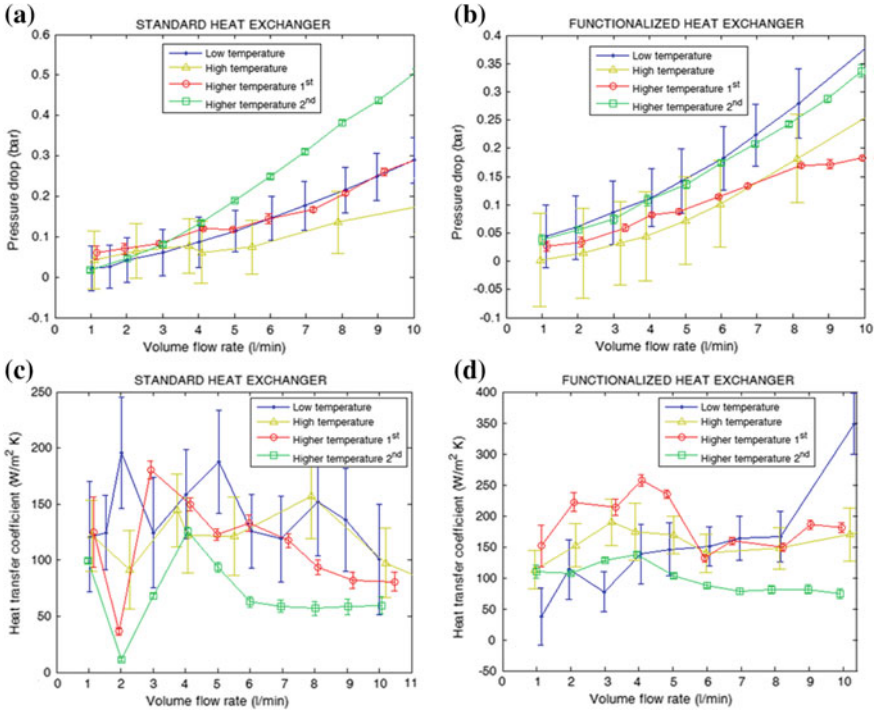 (a)
STANDARD HEAT EXCHANGER
0.6
0.5
0.4
0.3
0.2
0.1
0
-0.1
Pressure drop (bar)
Low temperature
High temperature
Higher temperature 1st
Higher temperature 2nd
0 1 2 3 4 5 6 7 8 9 10
Volume flow rate (l/min)
(b)
FUNCTIONALIZED HEAT EXCHANGER
0.4
0.35
0.3
0.25
0.2
0.15
0.1
0.05
0
-0.05
-0.1
Pressure drop (bar)
Low temperature
High temperature
Higher temperature 1st
Higher temperature 2nd
0 1 2 3 4 5 6 7 8 9 10
Volume flow rate (l/min)
(c)
STANDARD HEAT EXCHANGER
250
200
150
100
50
0
Heat transfer coefficient (W/m² K)
Low temperature
High temperature
Higher temperature 1st
Higher temperature 2nd
0 1 2 3 4 5 6 7 8 9 10 11
Volume flow rate (l/min)
(d)
FUNCTIONALIZED HEAT EXCHANGER
400
350
300
250
200
150
100
50
0
-50
Heat transfer coefficient (W/m² K)
Low temperature
High temperature
Higher temperature 1st
Higher temperature 2nd
0 1 2 3 4 5 6 7 8 9 10
Volume flow rate (l/min)